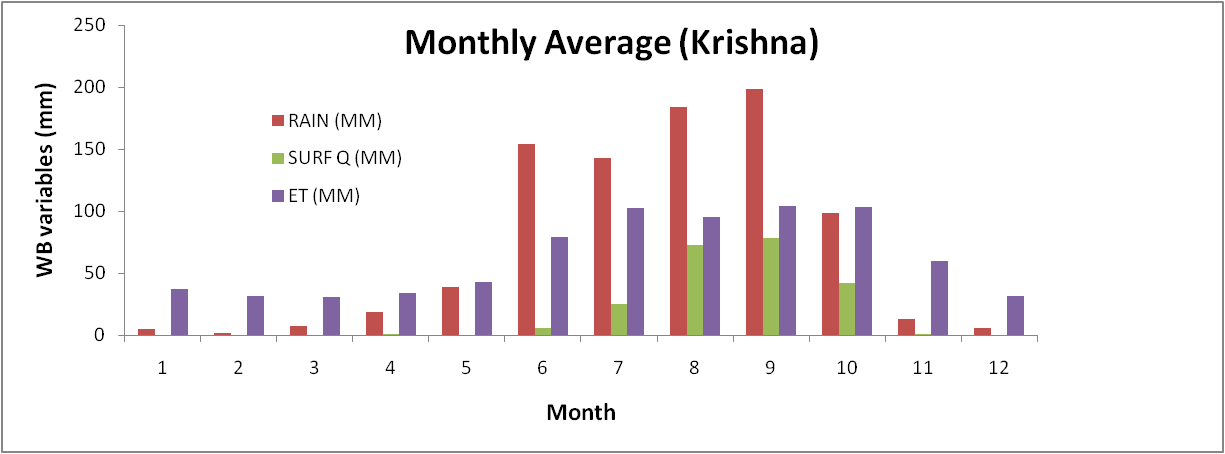 Monthly Average (Krishna)
WB variables (mm)
250
200
150
100
50
0
RAIN (MM)
SURF Q (MM)
ET (MM)
1 2 3 4 5 6 7 8 9 10 11 12
Month